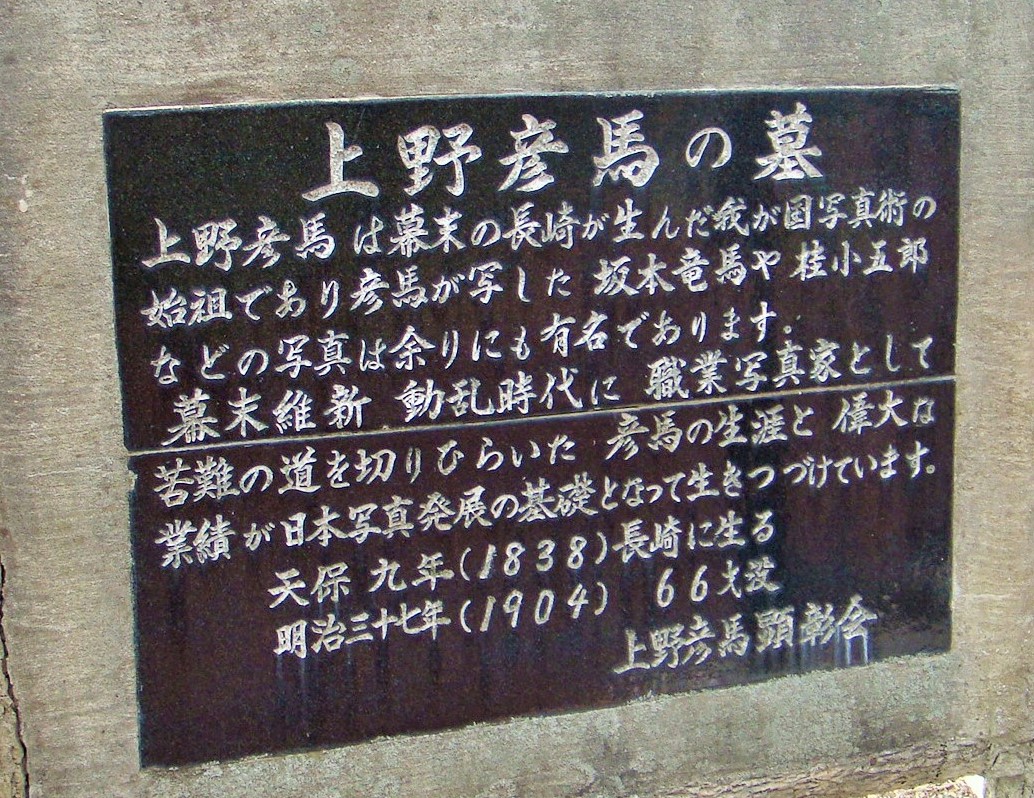 上野彦馬の墓
上野彦馬は幕末の長崎が生んだ我が国写真術の
始祖であり彦馬が写した 坂本竜馬や 桂小五郎
などの写真は余りにも有名であります。
幕末維新 動乱時代に 職業写真家として
苦難の道を切りひらいた 彦馬の生涯と 偉大な
業績が日本写真発展の基礎となって生きつづけています。
天保九年(1838)長崎に生る
明治三十七年(1904) 66才没
上野彦馬顕彰会